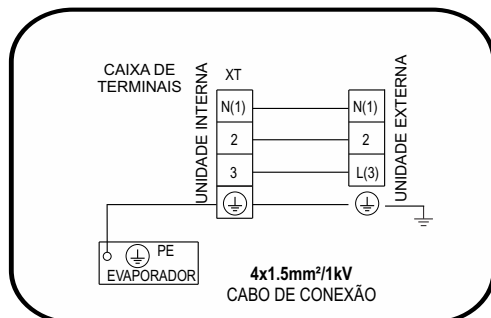 CAIXA DE
TERMINAIS
UNIDADE INTERNA
XT
N(1)
2
3
N(1)
2
L(3)
UNIDADE EXTERNA
PE
EVAPORADOR
4x1.5mm²/1kV
CABO DE CONEXÃO